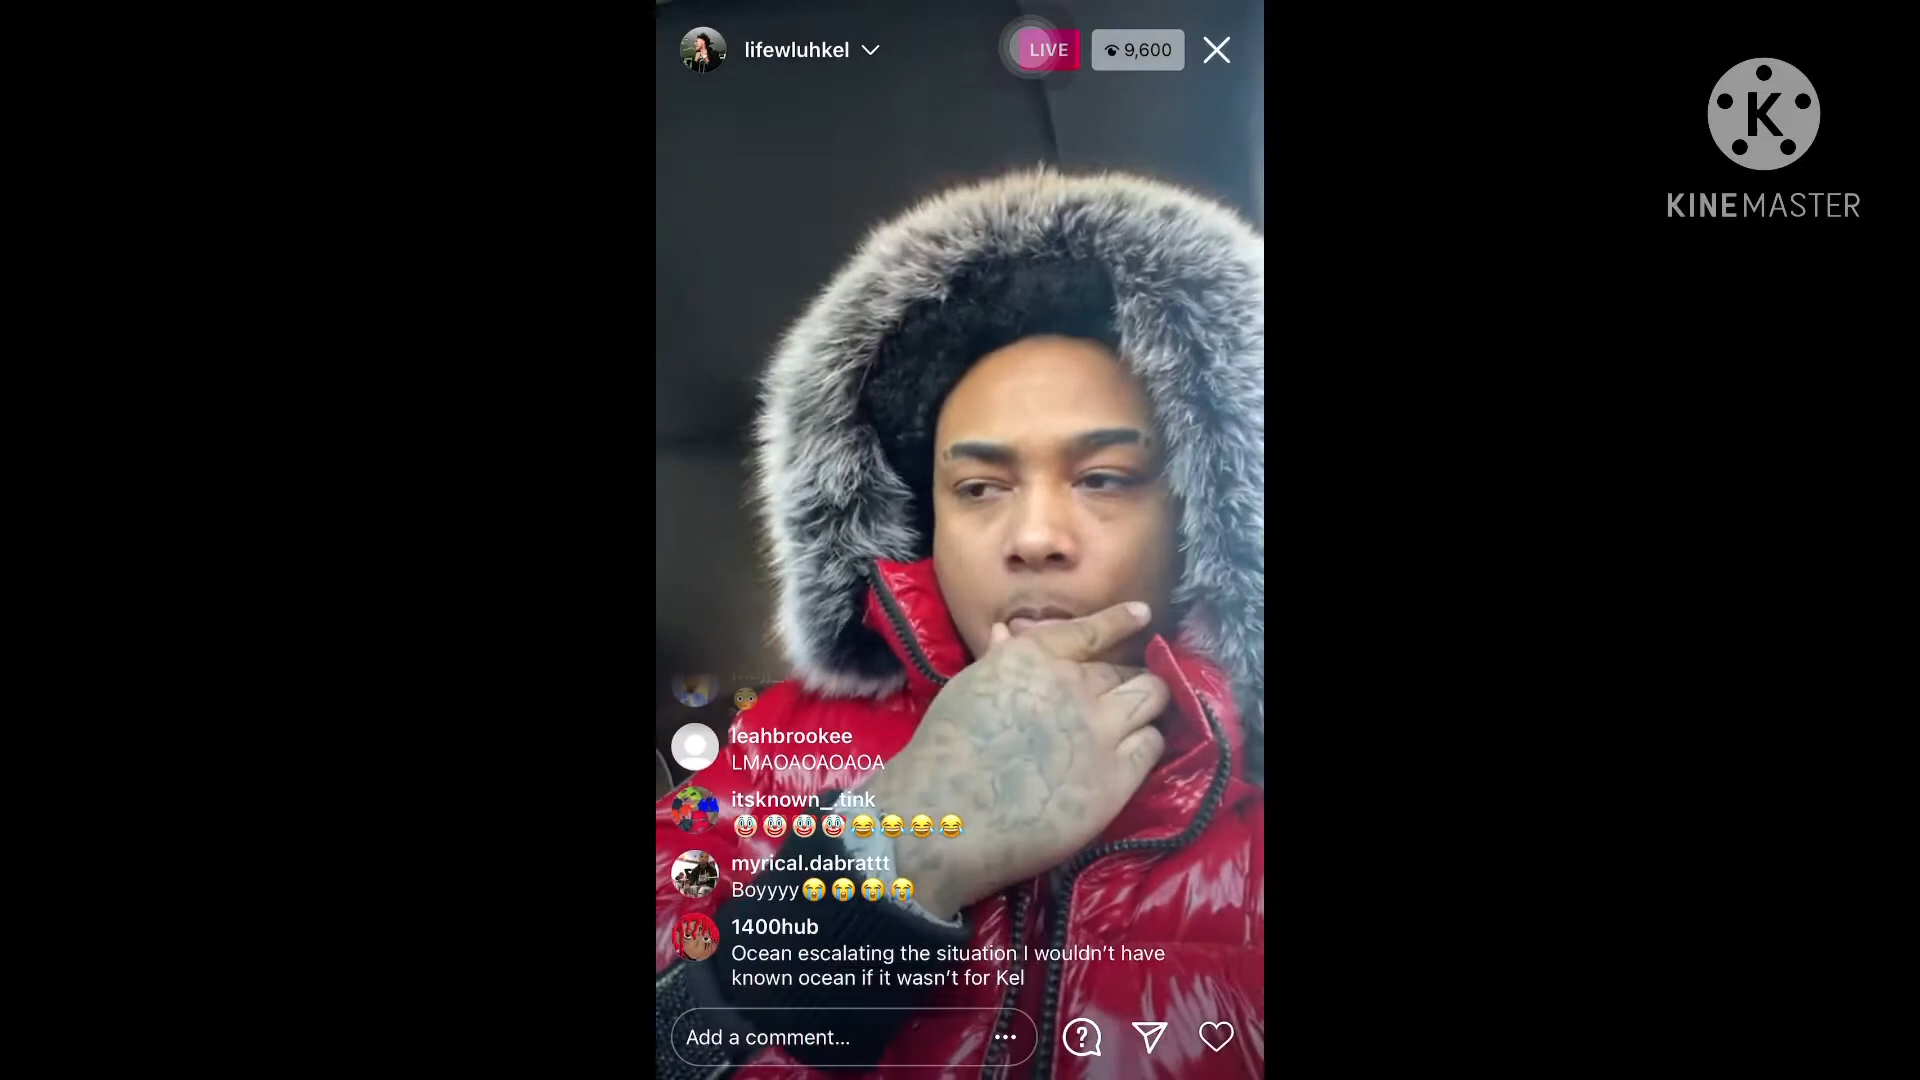 lifewluhkel
LIVE
9,600
K
KINEMASTER
leahbrookee
LMAOAOAOAOA
itsknown_.tink
🤡🤡🤡🤡😂😂😂😂
myrical.dabrattt
Boyyyy😭😭😭😭
1400hub
Ocean escalating the situation I wouldn’t have
known ocean if it wasn’t for Kel
Add a comment...